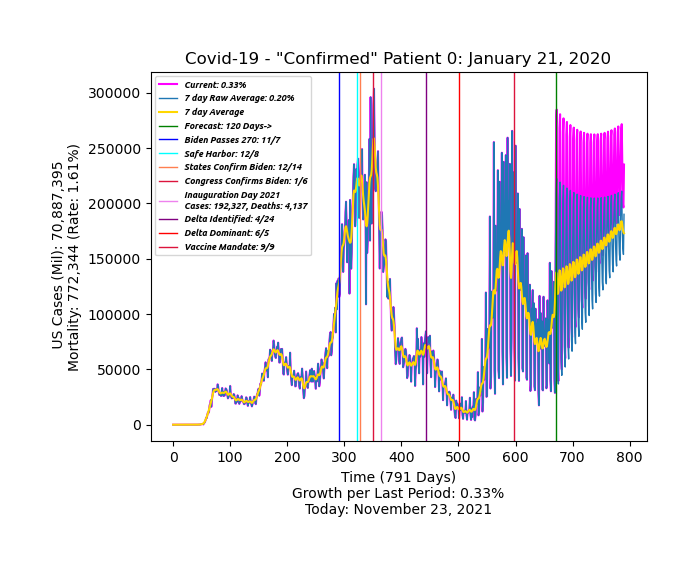 Covid-19 - "Confirmed" Patient 0: January 21, 2020
US Cases (Mil): 70,887,395
Mortality: 772,344 (Rate: 1.61%)
300000
250000
200000
150000
100000
50000
0
Current: 0.33%
7 day Raw Average: 0.20%
7 day Average
Forecast: 120 Days->
Biden Passes 270: 11/7
Safe Harbor: 12/8
States Confirm Biden: 12/14
Congress Confirms Biden: 1/6
Inauguration Day 2021
Cases: 192,327, Deaths: 4,137
Delta Identified: 4/24
Delta Dominant: 6/5
Vaccine Mandate: 9/9
0 100 200 300 400 500 600 700 800
Time (791 Days)
Growth per Last Period: 0.33%
Today: November 23, 2021